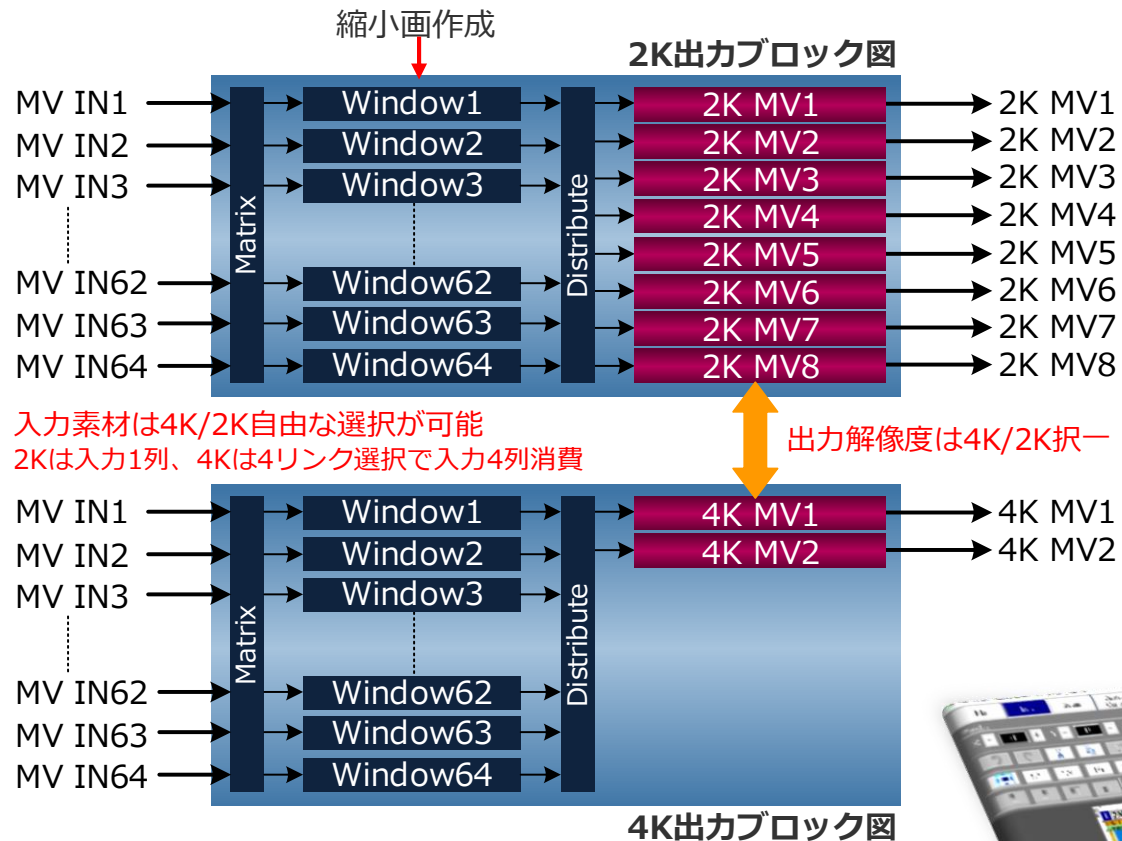 縮小画作成
2K出力ブロック図
MV IN1
MV IN2
MV IN3
MV IN62
MV IN63
MV IN64
Matrix
Window1
Window2
Window3
Window62
Window63
Window64
Distribute
2K MV1
2K MV2
2K MV3
2K MV4
2K MV5
2K MV6
2K MV7
2K MV8
2K MV1
2K MV2
2K MV3
2K MV4
2K MV5
2K MV6
2K MV7
2K MV8
入力素材は4K/2K自由な選択が可能
2Kは入力1列、4Kは4リンク選択で入力4列消費
出力解像度は4K/2K択一
MV IN1
MV IN2
MV IN3
MV IN62
MV IN63
MV IN64
Matrix
Window1
Window2
Window3
Window62
Window63
Window64
Distribute
4K MV1
4K MV2
4K MV1
4K MV2
4K出力ブロック図